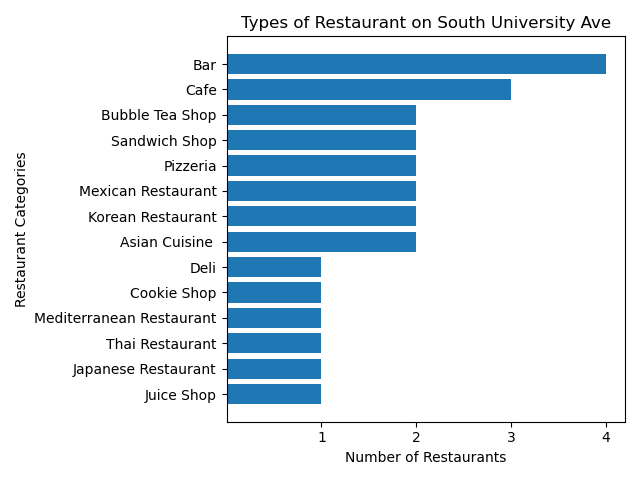 Types of Restaurant on South University Ave
Restaurant Categories
Bar
Cafe
Bubble Tea Shop
Sandwich Shop
Pizzeria
Mexican Restaurant
Korean Restaurant
Asian Cuisine
Deli
Cookie Shop
Mediterranean Restaurant
Thai Restaurant
Japanese Restaurant
Juice Shop
1 2 3 4
Number of Restaurants